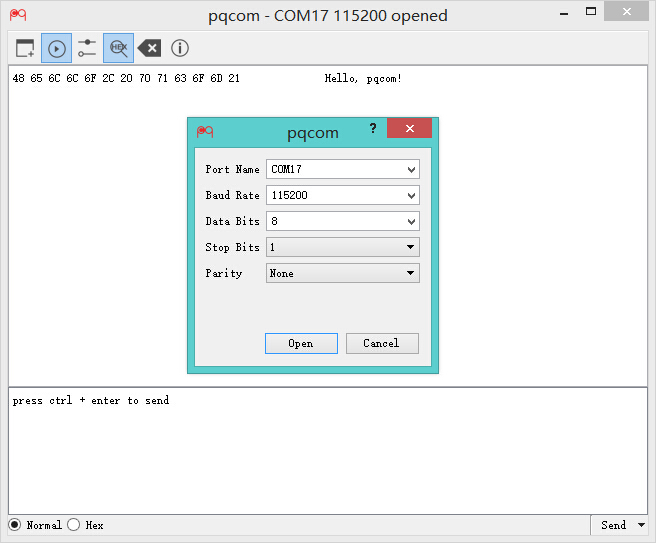 pqcom - COM17 115200 opened
HEX
48 65 6C 6C 6F 2C 20 70 71 63 6F 6D 21 Hello, pqcom!
pq pqcom ?
Port Name COM17
Baud Rate 115200
Data Bits 8
Stop Bits 1
Parity None
Open Cancel
press ctrl + enter to send
Normal Hex Send